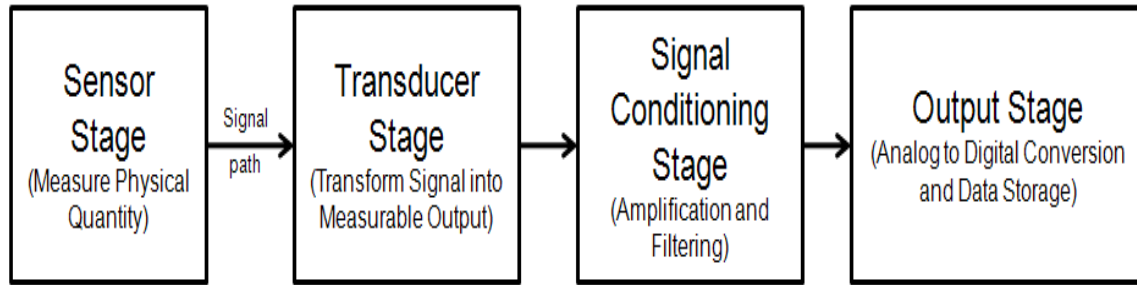 Sensor
Stage
(Measure Physical
Quantity)
Signal
path
Transducer
Stage
(Transform Signal into
Measurable Output)
Signal
Conditioning
Stage
(Amplification and
Filtering)
Output Stage
(Analog to Digital Conversion
and Data Storage)